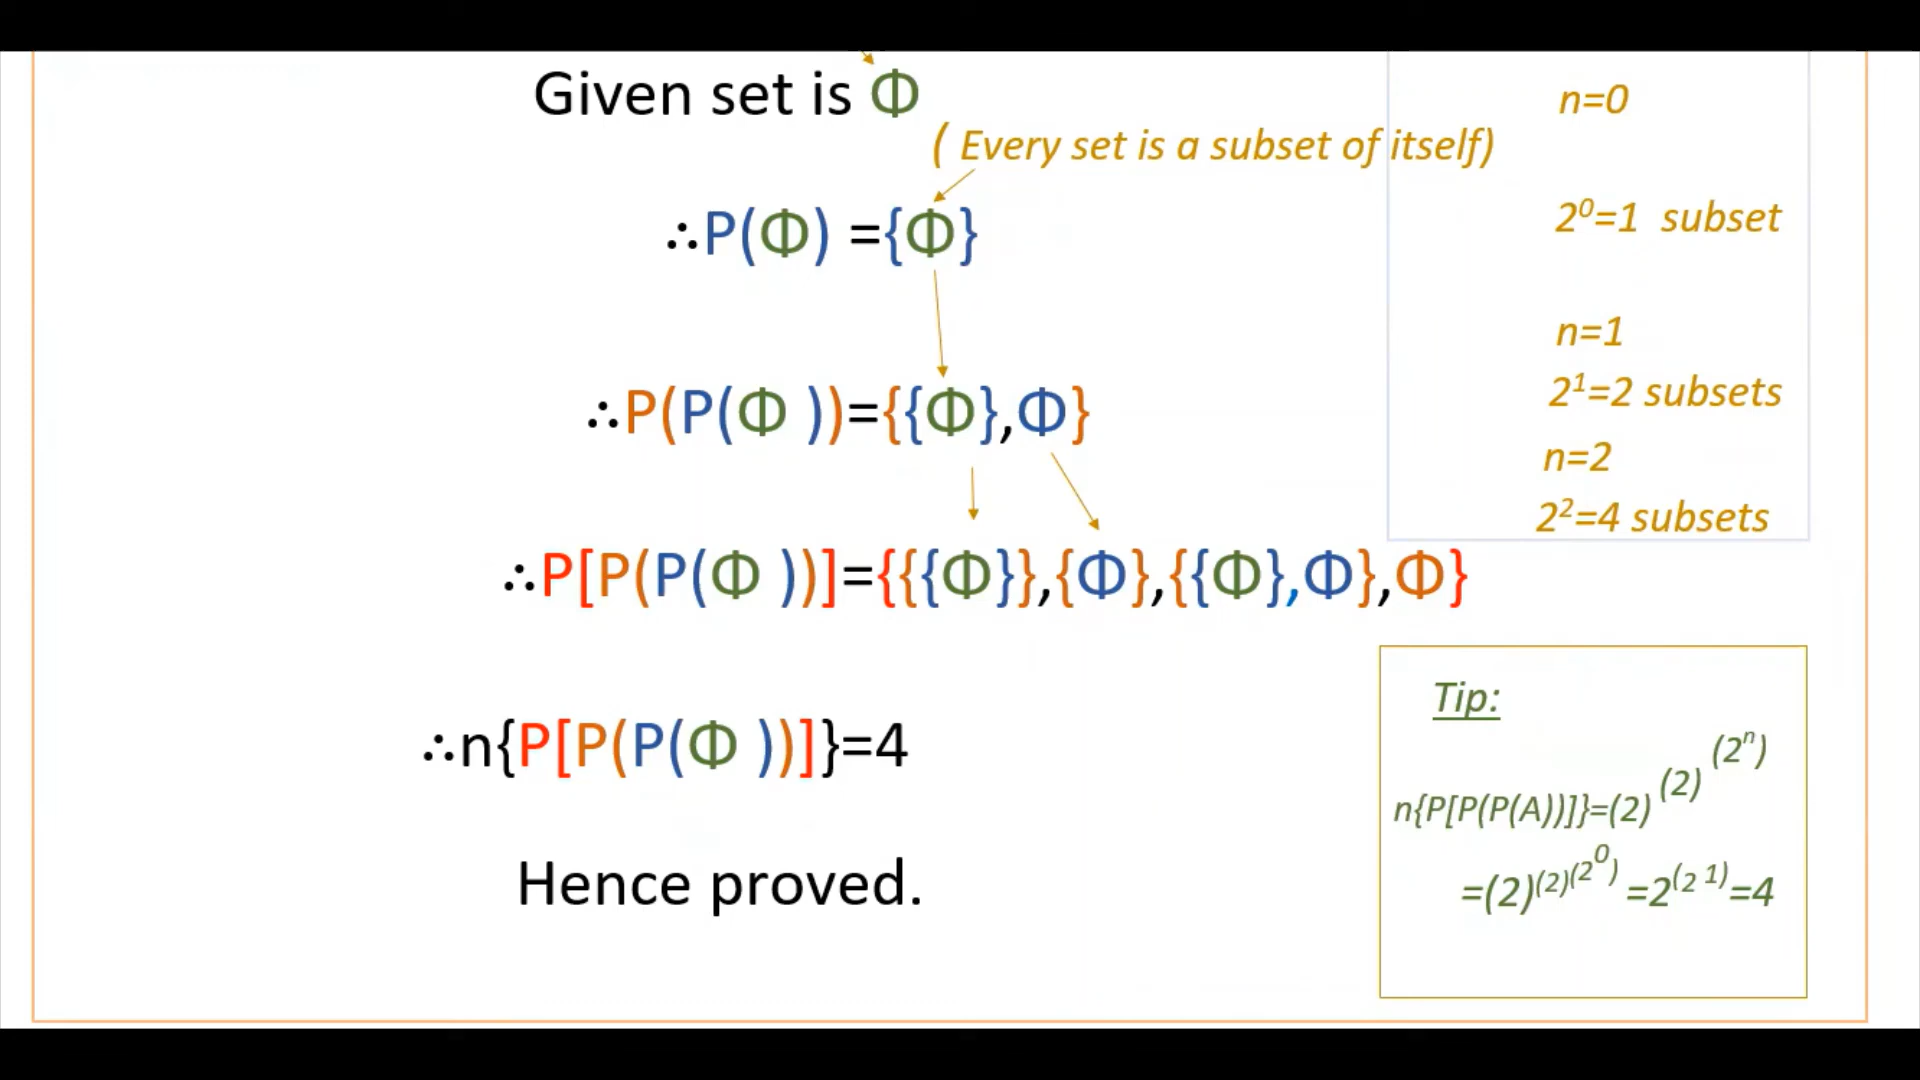 Given set is Φ
( Every set is a subset of itself)
∴P(Φ) ={Φ}
∴P(P(Φ ))={{Φ},Φ}
∴P[P(P(Φ ))]={{{Φ}},{Φ},{{Φ},Φ},Φ}
∴n{P[P(P(Φ ))]}=4
Hence proved.
n=0
2⁰=1 subset
n=1
2¹=2 subsets
n=2
2²=4 subsets
Tip:
n{P[P(P(A))]}=(2)^(2)^(2ⁿ)
=(2)^(2)^(2⁰) =2^(2 1)=4